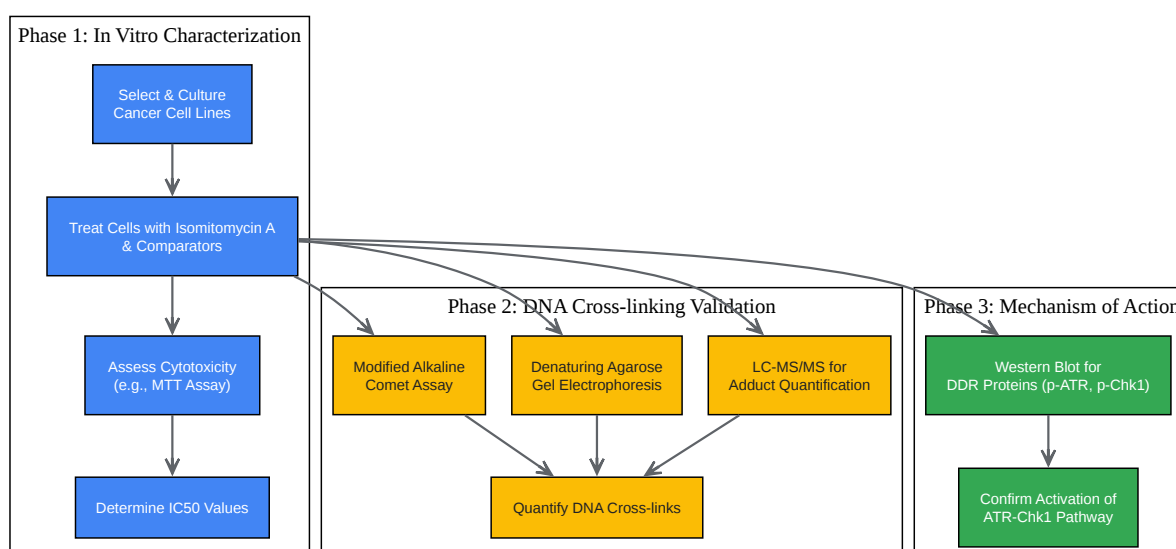 Phase 1: In Vitro Characterization
Select & Culture
Cancer Cell Lines
Treat Cells with Isomitomycin A
& Comparators
Assess Cytotoxicity
(e.g., MTT Assay)
Determine IC50 Values
Phase 2: DNA Cross-linking Validation
Modified Alkaline
Comet Assay
Denaturing Agarose
Gel Electrophoresis
LC-MS/MS for
Adduct Quantification
Quantify DNA Cross-links
Phase 3: Mechanism of Action
Western Blot for
DDR Proteins (p-ATR, p-Chk1)
Confirm Activation of
ATR-Chk1 Pathway